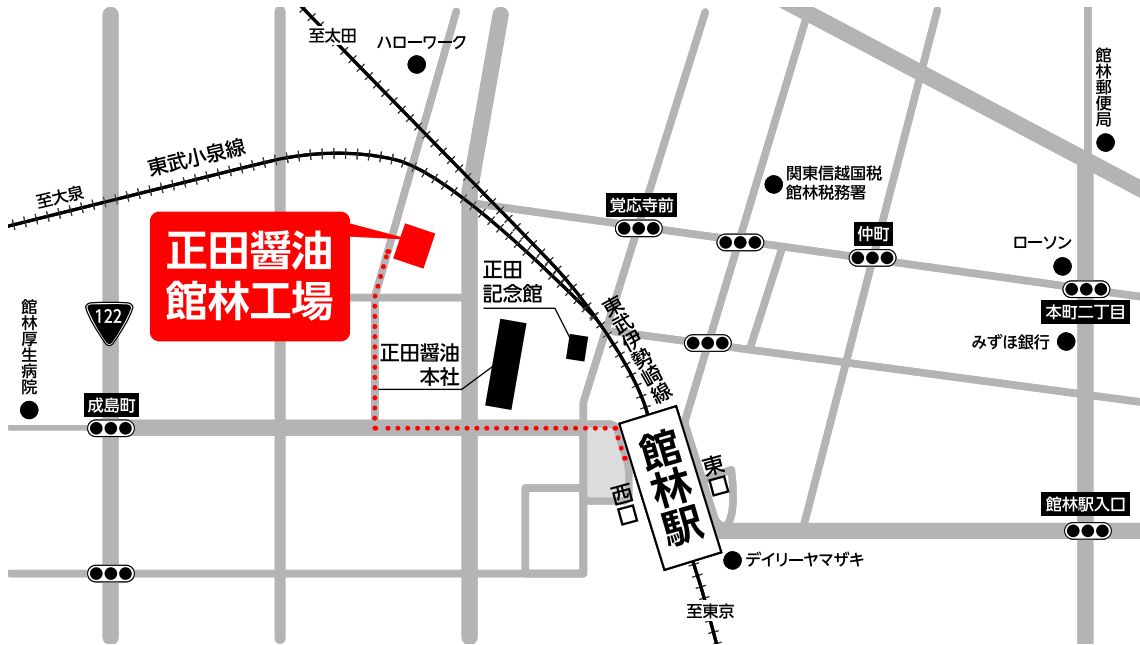 至太田
ハローワーク
館林郵便局
東武小泉線
至大泉
関東信越国税
館林税務署
覚応寺前
仲町
ローソン
正田醤油
館林工場
正田
記念館
本町二丁目
122
館林厚生病院
東武伊勢崎線
みずほ銀行
正田醤油
本社
成島町
館林駅
東口
西口
館林駅入口
デイリーヤマザキ
至東京